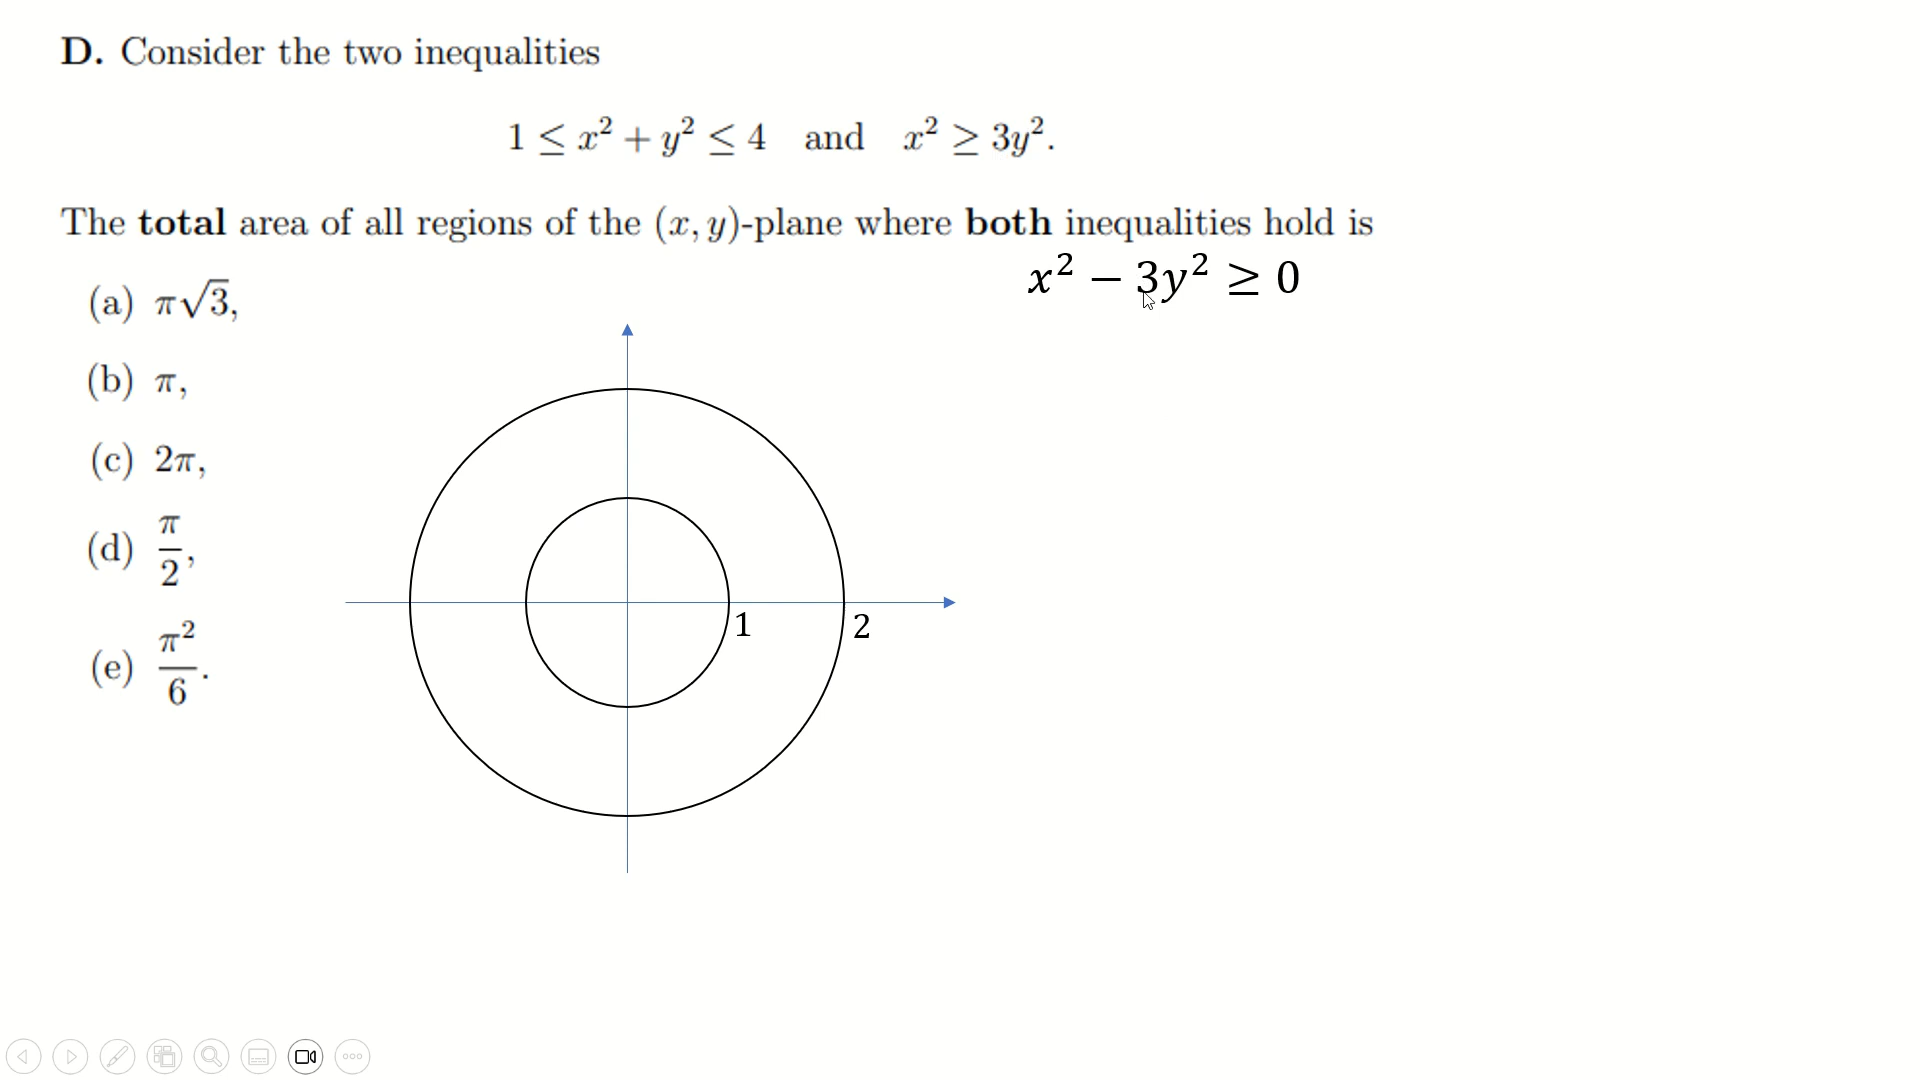 D. Consider the two inequalities
1 ≤ x² + y² ≤ 4 and x² ≥ 3y².
The total area of all regions of the (x, y)-plane where both inequalities hold is
x² − 3y² ≥ 0
(a) π√3,
(b) π,
(c) 2π,
(d) π/2,
(e) π²/6.
1
2